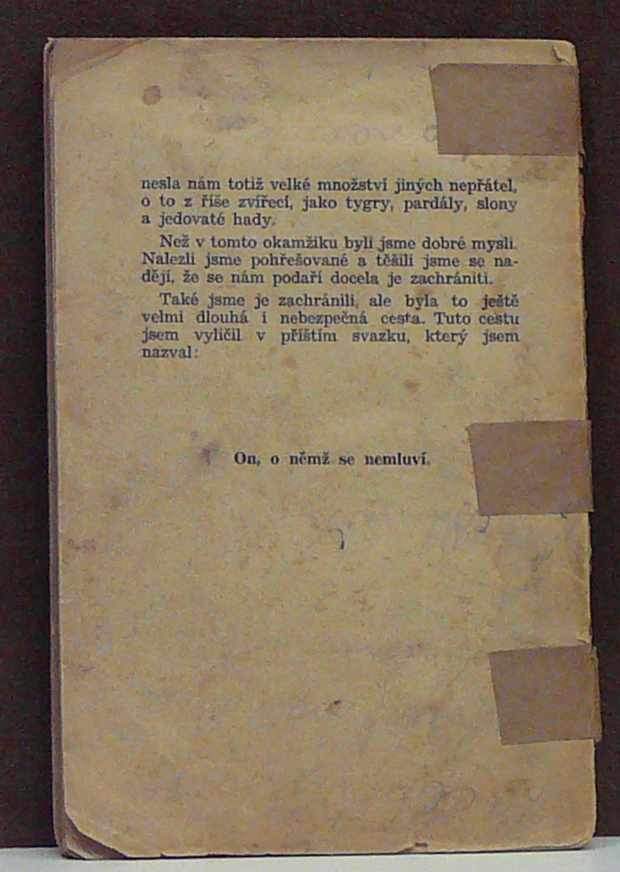 nesla nám totiž velké množství jiných nepřátel,
o to z říše zvířecí, jako tygry, pardály, slony
a jedovaté hady.
Než v tomto okamžiku byli jsme dobré mysli.
Nalezli jsme pohřešované a těšili jsme se na-
ději, že se nám podaří docela je zachrániti.
Také jsme je zachránili, ale byla to ještě
velmi dlouhá i nebezpečná cesta. Tuto cestu
jsem vylíčil v příštím svazku, který jsem
nazval:
On, o němž se nemluví.